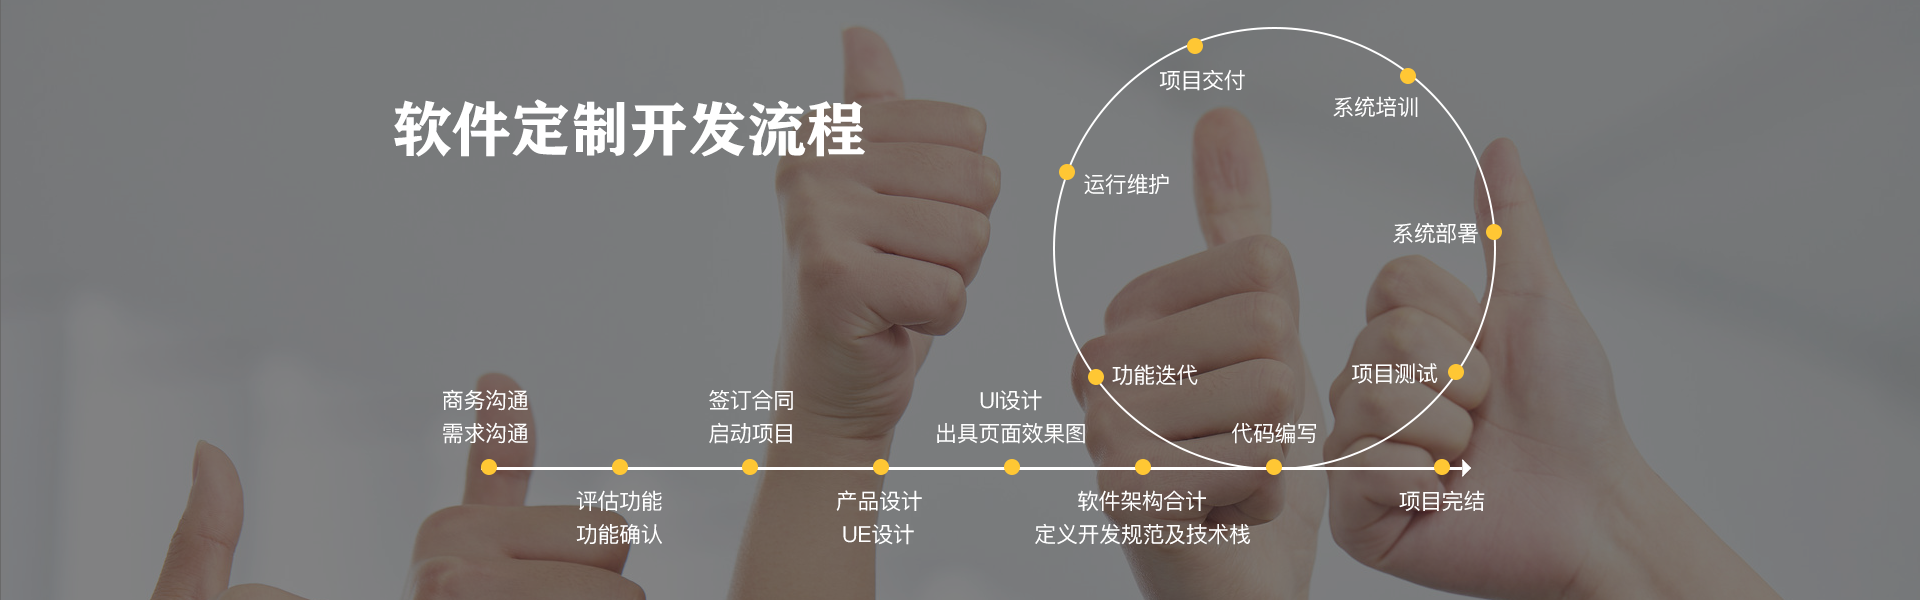 软件定制开发流程
项目交付
系统培训
运行维护
系统部署
功能迭代
项目测试
商务沟通
需求沟通
签订合同
启动项目
UI设计
出具页面效果图
代码编写
评估功能
功能确认
产品设计
UE设计
软件架构合计
定义开发规范及技术栈
项目完结